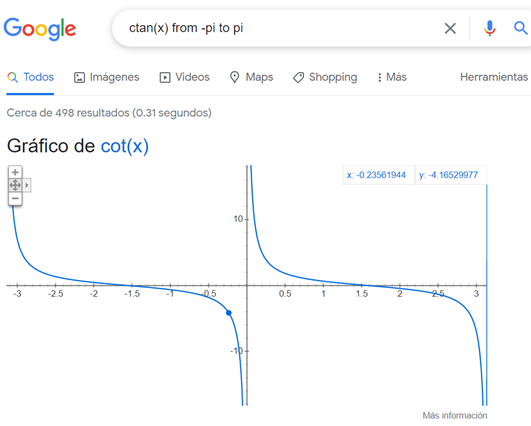 Google
ctan(x) from -pi to pi
Todos Imágenes Videos Maps Shopping Más Herramientas
Cerca de 498 resultados (0.31 segundos)
Gráfico de cot(x)
x: -0.23561944 y: -4.16529977
10
-3 -2.5 -2 -1.5 -1 -0.5 0.5 1 1.5 2 2.5 3
-10
Más información